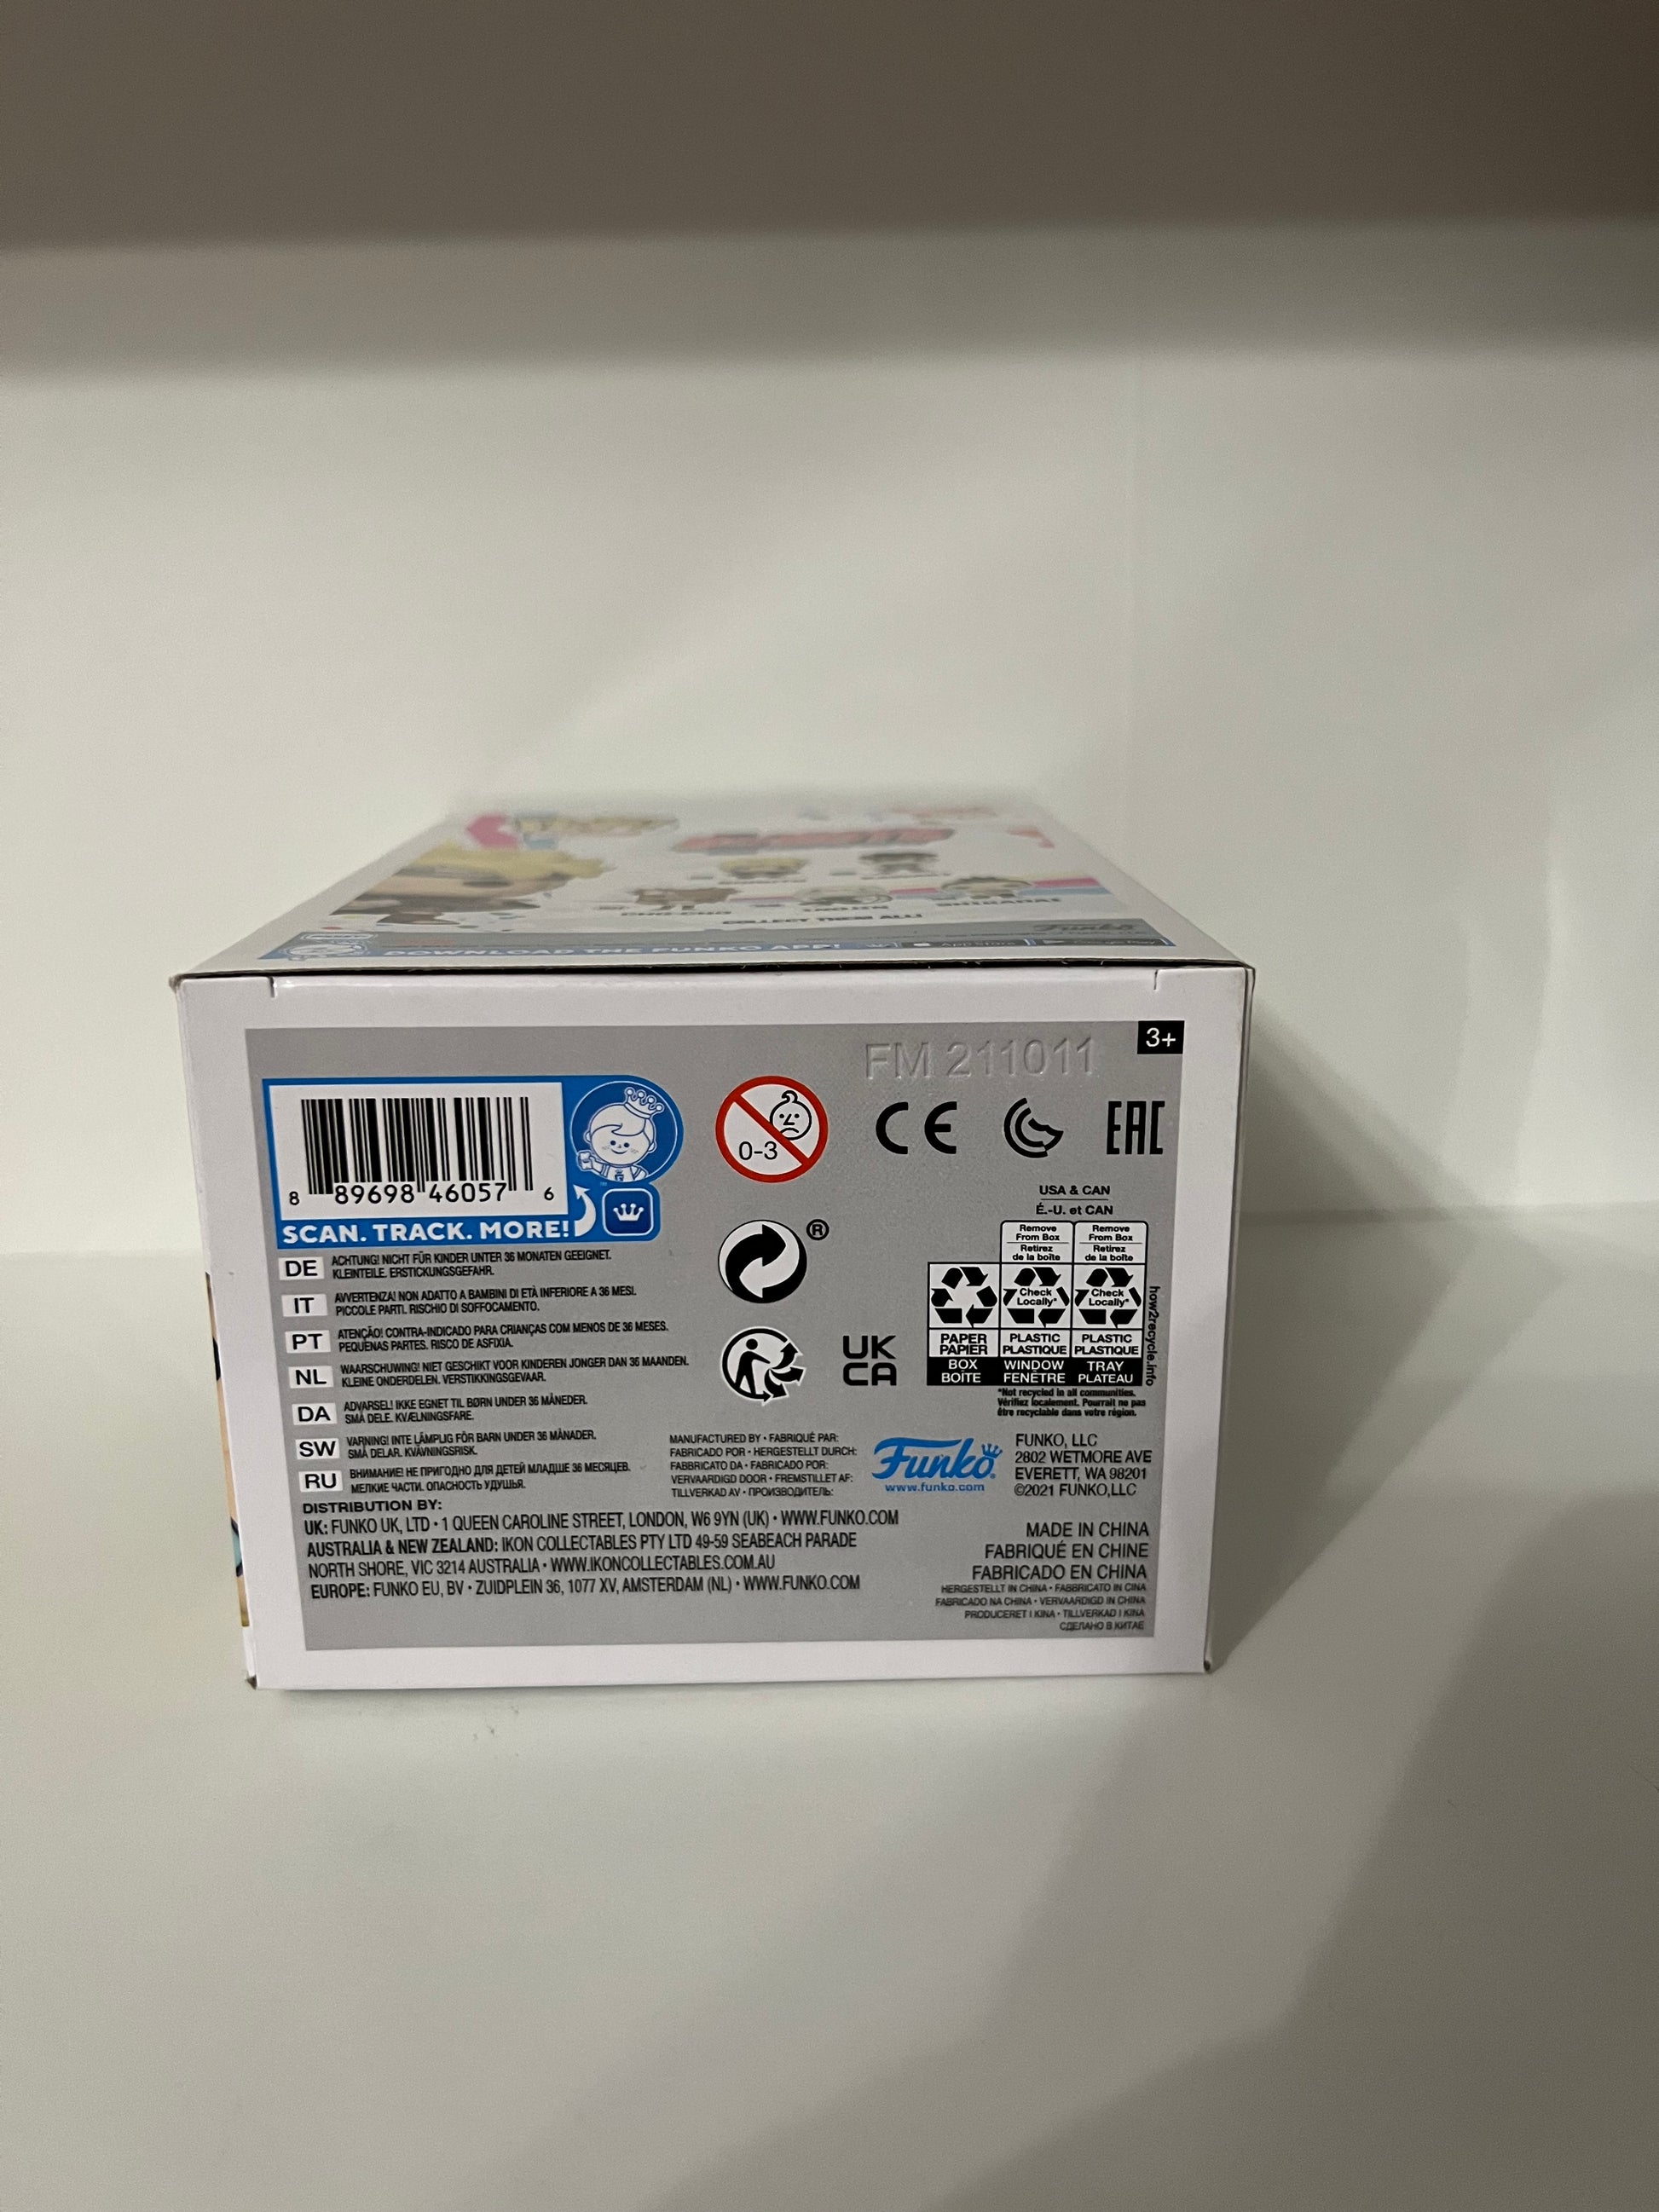 COLLECT THEM ALL!
Funko
DOWNLOAD THE FUNKO APP!
App Store
FM 211011
3+
8 89698 46057 6
SCAN. TRACK. MORE!
0-3
CE
EAC
DE ACHTUNG! NICHT FÜR KINDER UNTER 36 MONATEN GEEIGNET.
KLEINTEILE. ERSTICKUNGSGEFAHR.
IT AVVERTENZA! NON ADATTO A BAMBINI DI ETÀ INFERIORE A 36 MESI.
PICCOLE PARTI. RISCHIO DI SOFFOCAMENTO.
PT ATENÇÃO! CONTRA-INDICADO PARA CRIANÇAS COM MENOS DE 36 MESES.
PEQUENAS PARTES. RISCO DE ASFIXIA.
NL WAARSCHUWING! NIET GESCHIKT VOOR KINDEREN JONGER DAN 36 MAANDEN.
KLEINE ONDERDELEN. VERSTIKKINGSGEVAAR.
DA ADVARSEL! IKKE EGNET TIL BØRN UNDER 36 MÅNEDER.
SMÅ DELE. KVÆLNINGSFARE.
SW VARNING! INTE LÄMPLIG FÖR BARN UNDER 36 MÅNADER.
SMÅ DELAR. KVÄVNINGSRISK.
RU ВНИМАНИЕ! НЕ ПРИГОДНО ДЛЯ ДЕТЕЙ МЛАДШЕ 36 МЕСЯЦЕВ.
МЕЛКИЕ ЧАСТИ. ОПАСНОСТЬ УДУШЬЯ.
®
UK
CA
USA & CAN
É.-U. et CAN
Remove
From Box
Retirez
de la boîte
Remove
From Box
Retirez
de la boîte
Check
Locally*
Check
Locally*
PAPER
PAPIER
PLASTIC
PLASTIQUE
PLASTIC
PLASTIQUE
BOX
BOÎTE
WINDOW
FENÊTRE
TRAY
PLATEAU
how2recycle.info
*Not recycled in all communities.
Vérifiez localement. Pourrait ne pas
être recyclable dans votre région.
MANUFACTURED BY • FABRIQUÉ PAR:
FABRICADO POR • HERGESTELLT DURCH:
FABBRICATO DA • FABRICADO POR:
VERVAARDIGD DOOR • FREMSTILLET AF:
TILLVERKAD AV • ПРОИЗВОДИТЕЛЬ:
Funko
www.funko.com
FUNKO, LLC
2802 WETMORE AVE
EVERETT, WA 98201
©2021 FUNKO,LLC
DISTRIBUTION BY:
UK: FUNKO UK, LTD • 1 QUEEN CAROLINE STREET, LONDON, W6 9YN (UK) • WWW.FUNKO.COM
AUSTRALIA & NEW ZEALAND: IKON COLLECTABLES PTY LTD 49-59 SEABEACH PARADE
NORTH SHORE, VIC 3214 AUSTRALIA • WWW.IKONCOLLECTABLES.COM.AU
EUROPE: FUNKO EU, BV • ZUIDPLEIN 36, 1077 XV, AMSTERDAM (NL) • WWW.FUNKO.COM
MADE IN CHINA
FABRIQUÉ EN CHINE
FABRICADO EN CHINA
HERGESTELLT IN CHINA • FABBRICATO IN CINA
FABRICADO NA CHINA • VERVAARDIGD IN CHINA
PRODUCERET I KINA • TILLVERKAD I KINA
СДЕЛАНО В КИТАЕ